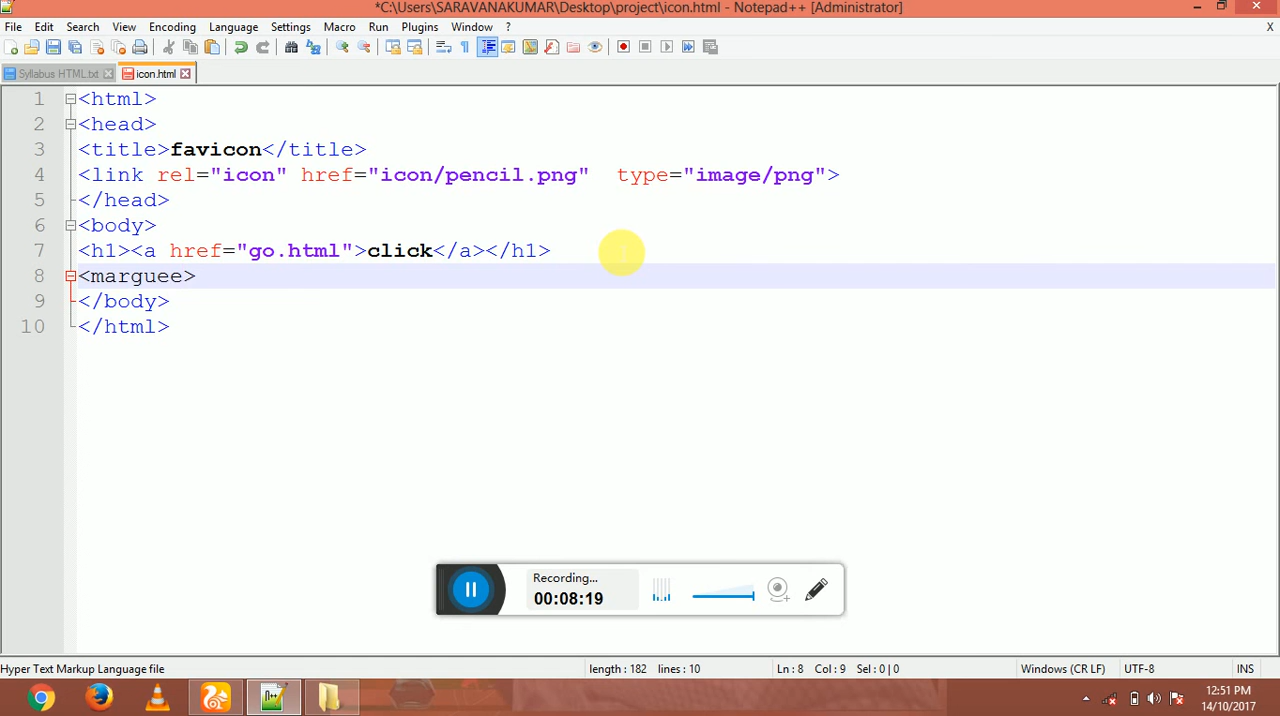 *C:\Users\SARAVANAKUMAR\Desktop\project\icon.html - Notepad++ [Administrator]
File Edit Search View Encoding Language Settings Macro Run Plugins Window ? X
Syllabus HTML.txt icon.html
1 <html>
2 <head>
3 <title>favicon</title>
4 <link rel="icon" href="icon/pencil.png"  type="image/png">
5 </head>
6 <body>
7 <h1><a href="go.html">click</a></h1>
8 <marguee>
9 </body>
10 </html>
Recording...
00:08:19
Hyper Text Markup Language file length : 182 lines : 10 Ln : 8 Col : 9 Sel : 0 | 0 Windows (CR LF) UTF-8 INS
12:51 PM
14/10/2017